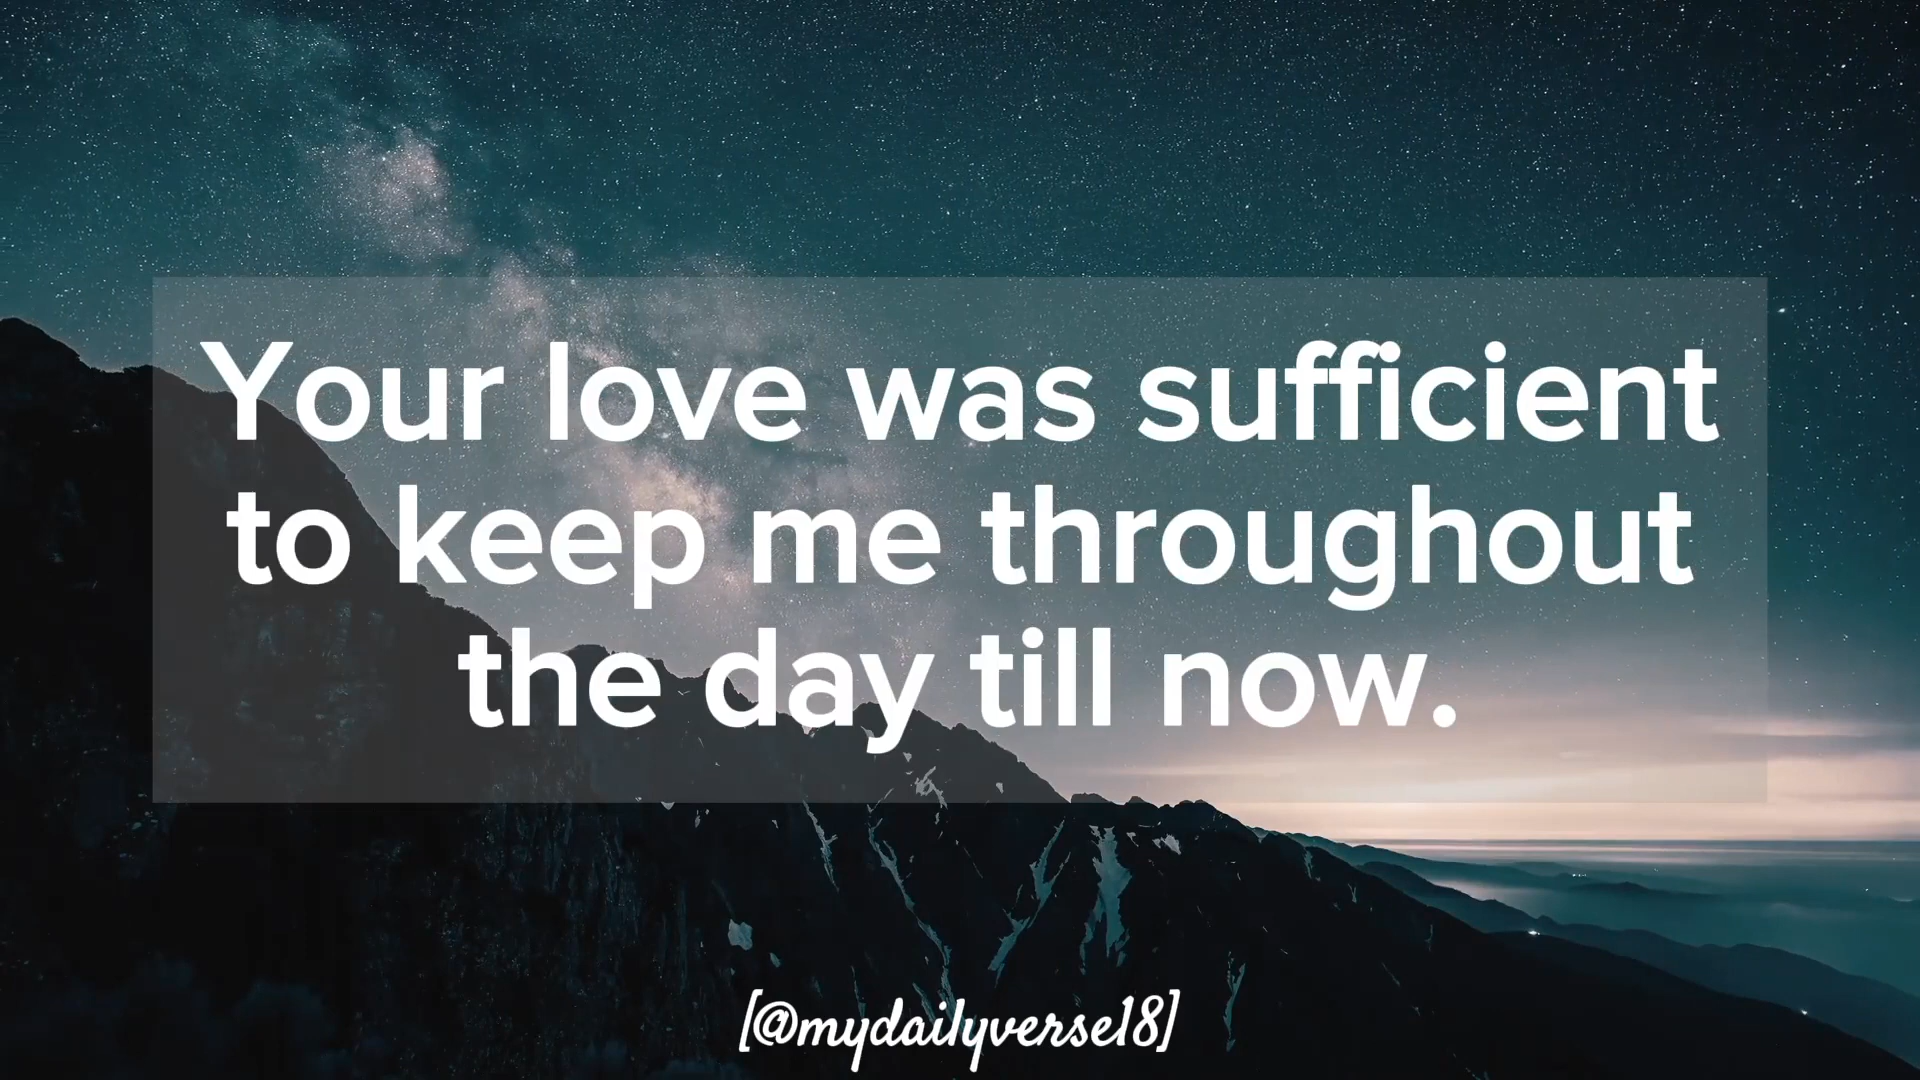 Your love was sufficient
to keep me throughout
the day till now.
[@mydailyverse18]